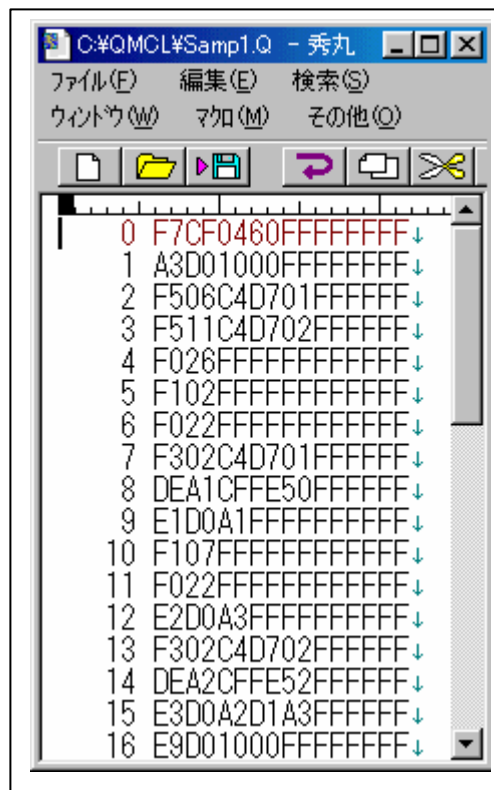 C:¥QMCL¥Samp1.Q - 秀丸
ファイル(F) 編集(E) 検索(S)
ウィンドウ(W) マクロ(M) その他(O)
0 F7CF0460FFFFFFFF↓
1 A3D01000FFFFFFFF↓
2 F506C4D701FFFFFF↓
3 F511C4D702FFFFFF↓
4 F026FFFFFFFFFFFF↓
5 F102FFFFFFFFFFFF↓
6 F022FFFFFFFFFFFF↓
7 F302C4D701FFFFFF↓
8 DEA1CFFE50FFFFFF↓
9 E1D0A1FFFFFFFFFF↓
10 F107FFFFFFFFFFFF↓
11 F022FFFFFFFFFFFF↓
12 E2D0A3FFFFFFFFFF↓
13 F302C4D702FFFFFF↓
14 DEA2CFFE52FFFFFF↓
15 E3D0A2D1A3FFFFFF↓
16 E9D01000FFFFFFFF↓